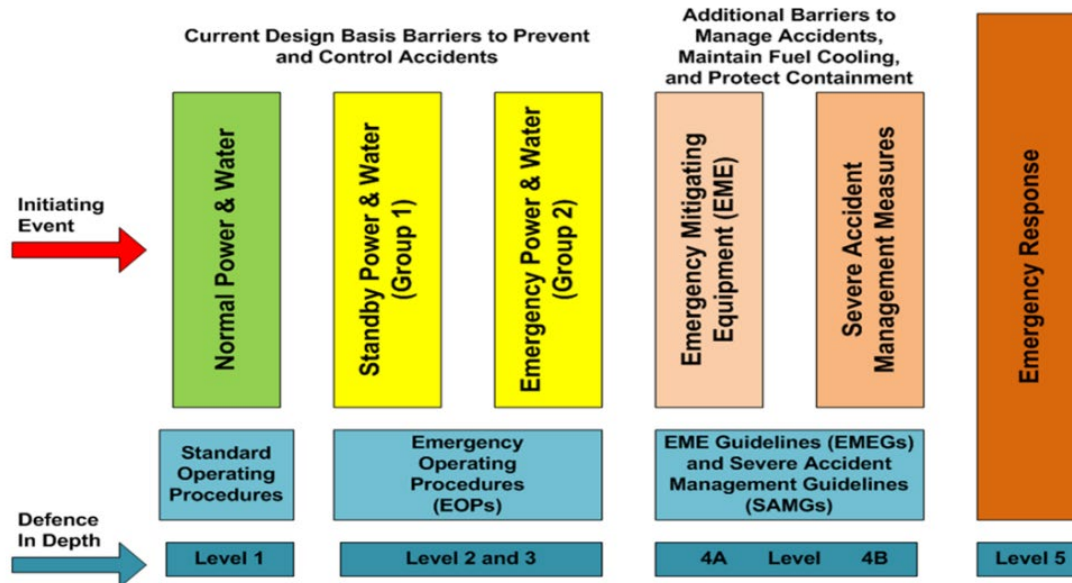 Current Design Basis Barriers to Prevent
and Control Accidents
Additional Barriers to
Manage Accidents,
Maintain Fuel Cooling,
and Protect Containment
Initiating
Event
Normal Power & Water
Standby Power & Water
(Group 1)
Emergency Power & Water
(Group 2)
Emergency Mitigating
Equipment (EME)
Severe Accident
Management Measures
Emergency Response
Standard
Operating
Procedures
Emergency
Operating
Procedures
(EOPs)
EME Guidelines (EMEGs)
and Severe Accident
Management Guidelines
(SAMGs)
Defence
In Depth
Level 1
Level 2 and 3
4A Level 4B
Level 5